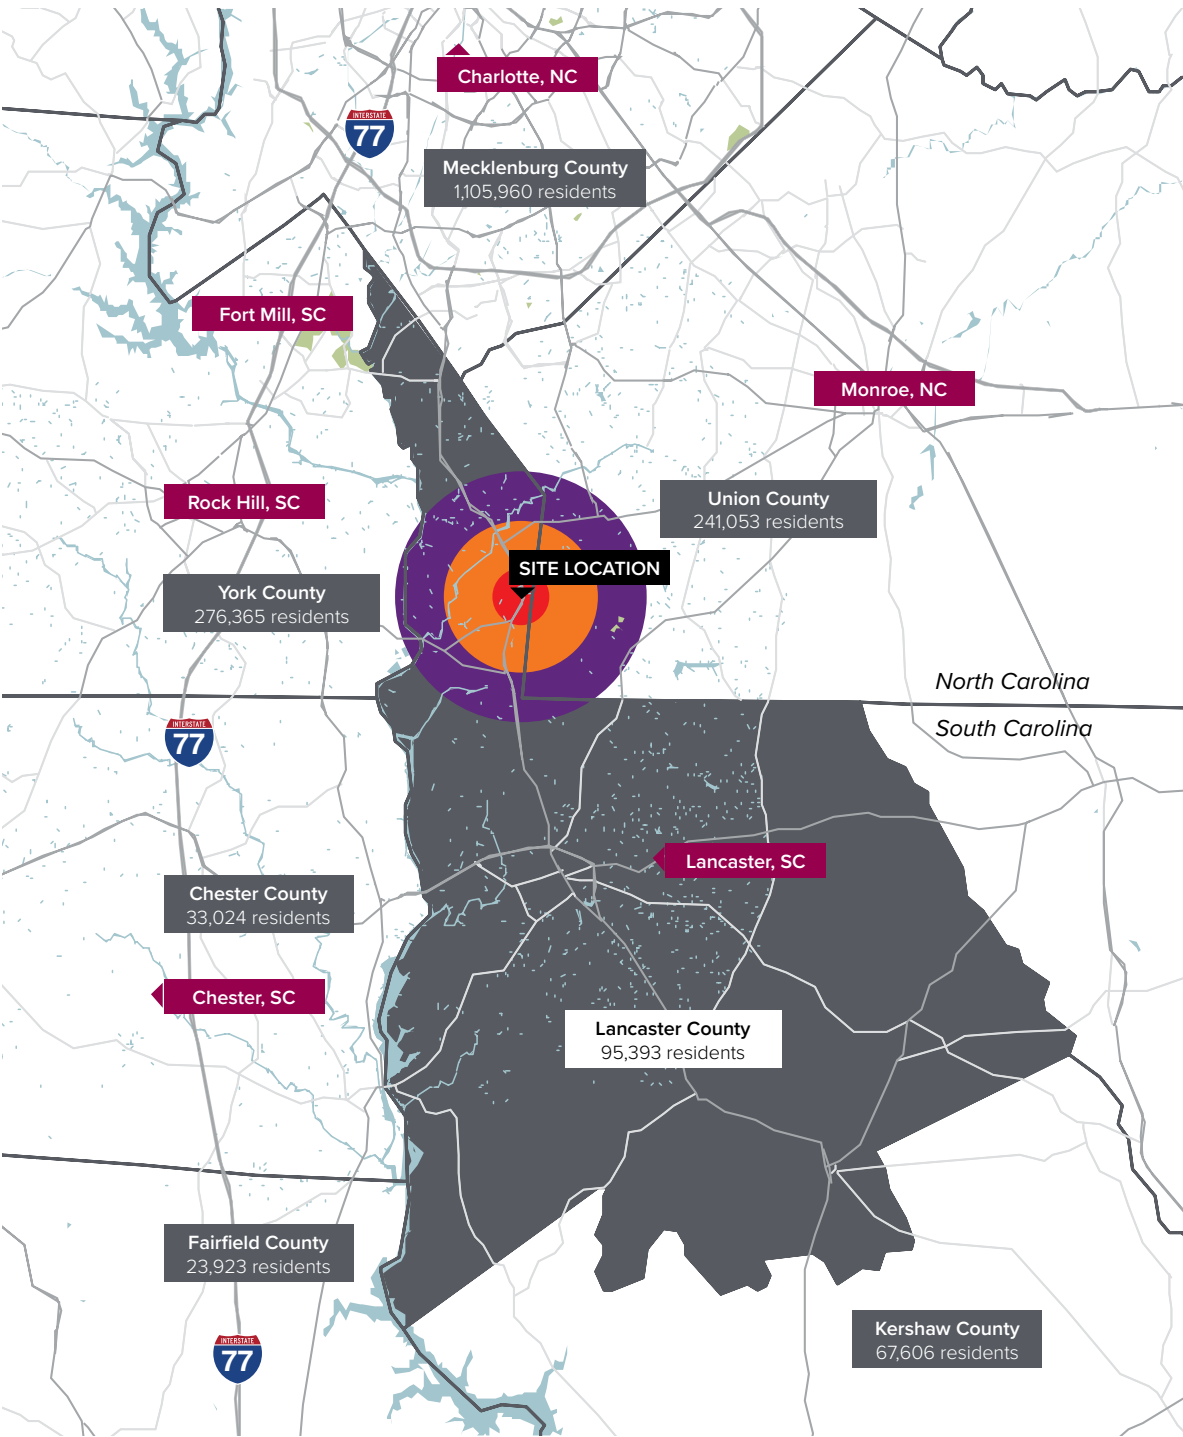 Charlotte, NC
INTERSTATE
77
Mecklenburg County
1,105,960 residents
Fort Mill, SC
Monroe, NC
Rock Hill, SC
Union County
241,053 residents
SITE LOCATION
York County
276,365 residents
North Carolina
South Carolina
INTERSTATE
77
Lancaster, SC
Chester County
33,024 residents
Chester, SC
Lancaster County
95,393 residents
Fairfield County
23,923 residents
Kershaw County
67,606 residents
INTERSTATE
77